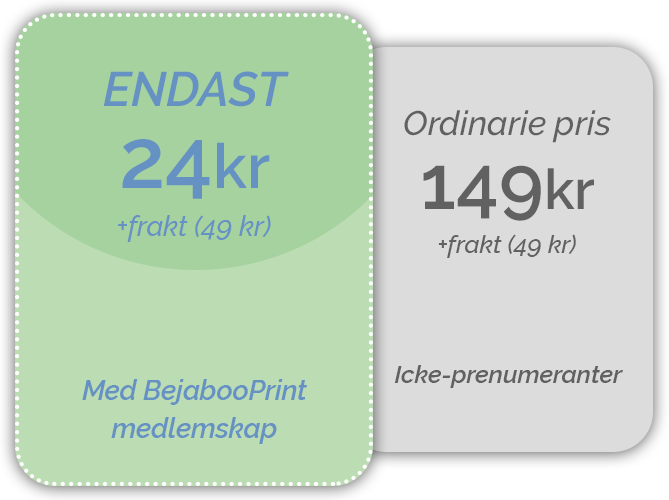 ENDAST
24kr
+frakt (49 kr)
Med BejabooPrint
medlemskap
Ordinarie pris
149kr
+frakt (49 kr)
Icke-prenumeranter